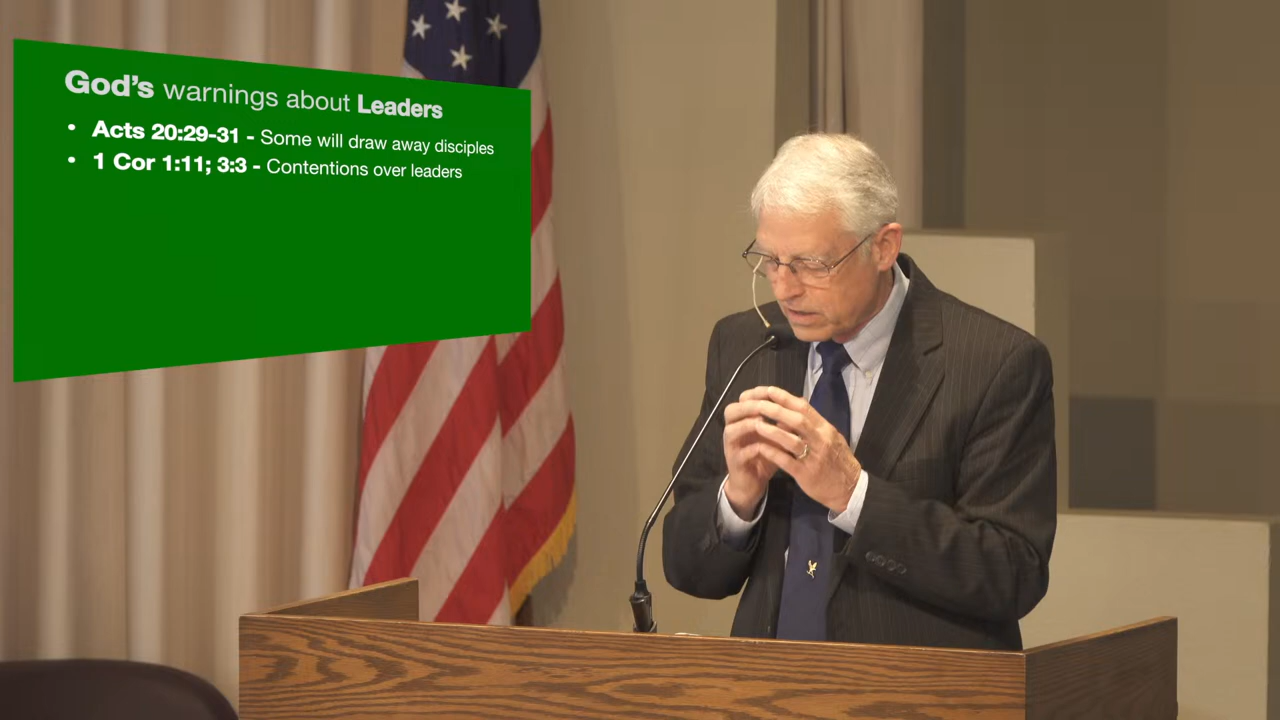 God’s warnings about Leaders
• Acts 20:29-31 - Some will draw away disciples
• 1 Cor 1:11; 3:3 - Contentions over leaders